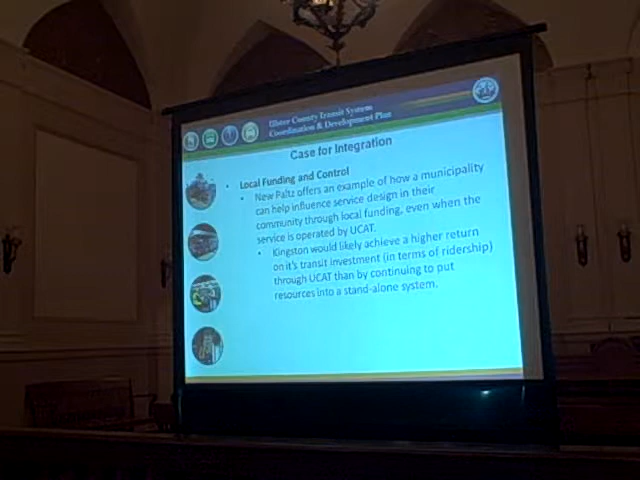 Ulster County Transit System
Coordination & Development Plan
Case for Integration
• Local Funding and Control
• New Paltz offers an example of how a municipality
can help influence service design in their
community through local funding, even when the
service is operated by UCAT.
• Kingston would likely achieve a higher return
on it's transit investment (in terms of ridership)
through UCAT than by continuing to put
resources into a stand-alone system.